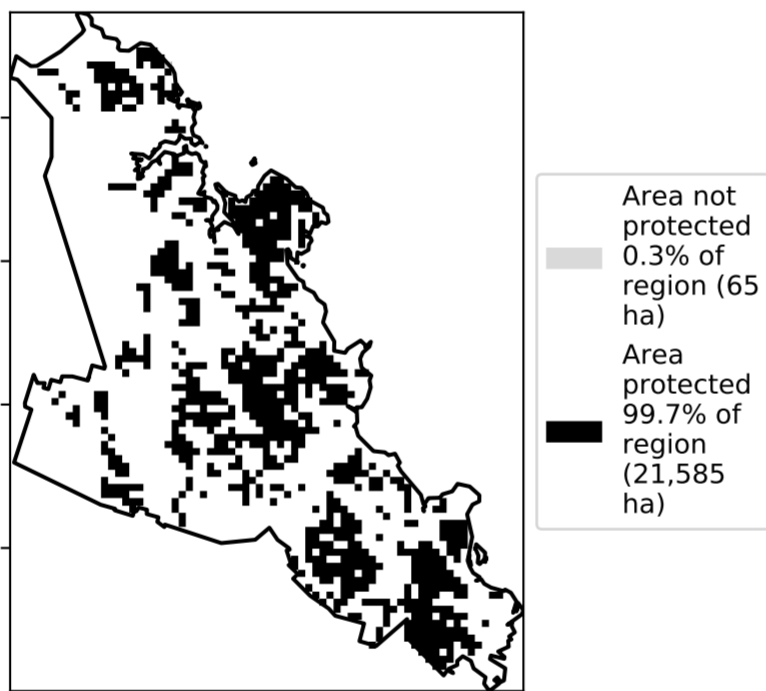 Area not
protected
0.3% of
region (65
ha)
Area
protected
99.7% of
region
(21,585
ha)